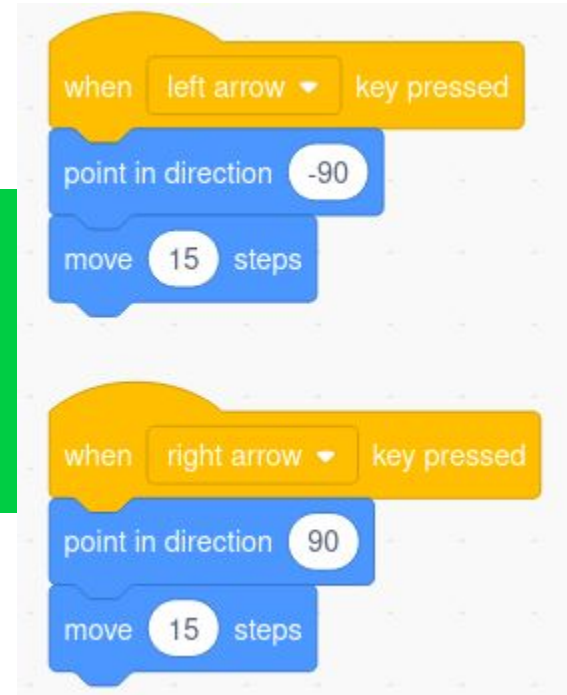 when left arrow key pressed
point in direction -90
move 15 steps
when right arrow key pressed
point in direction 90
move 15 steps